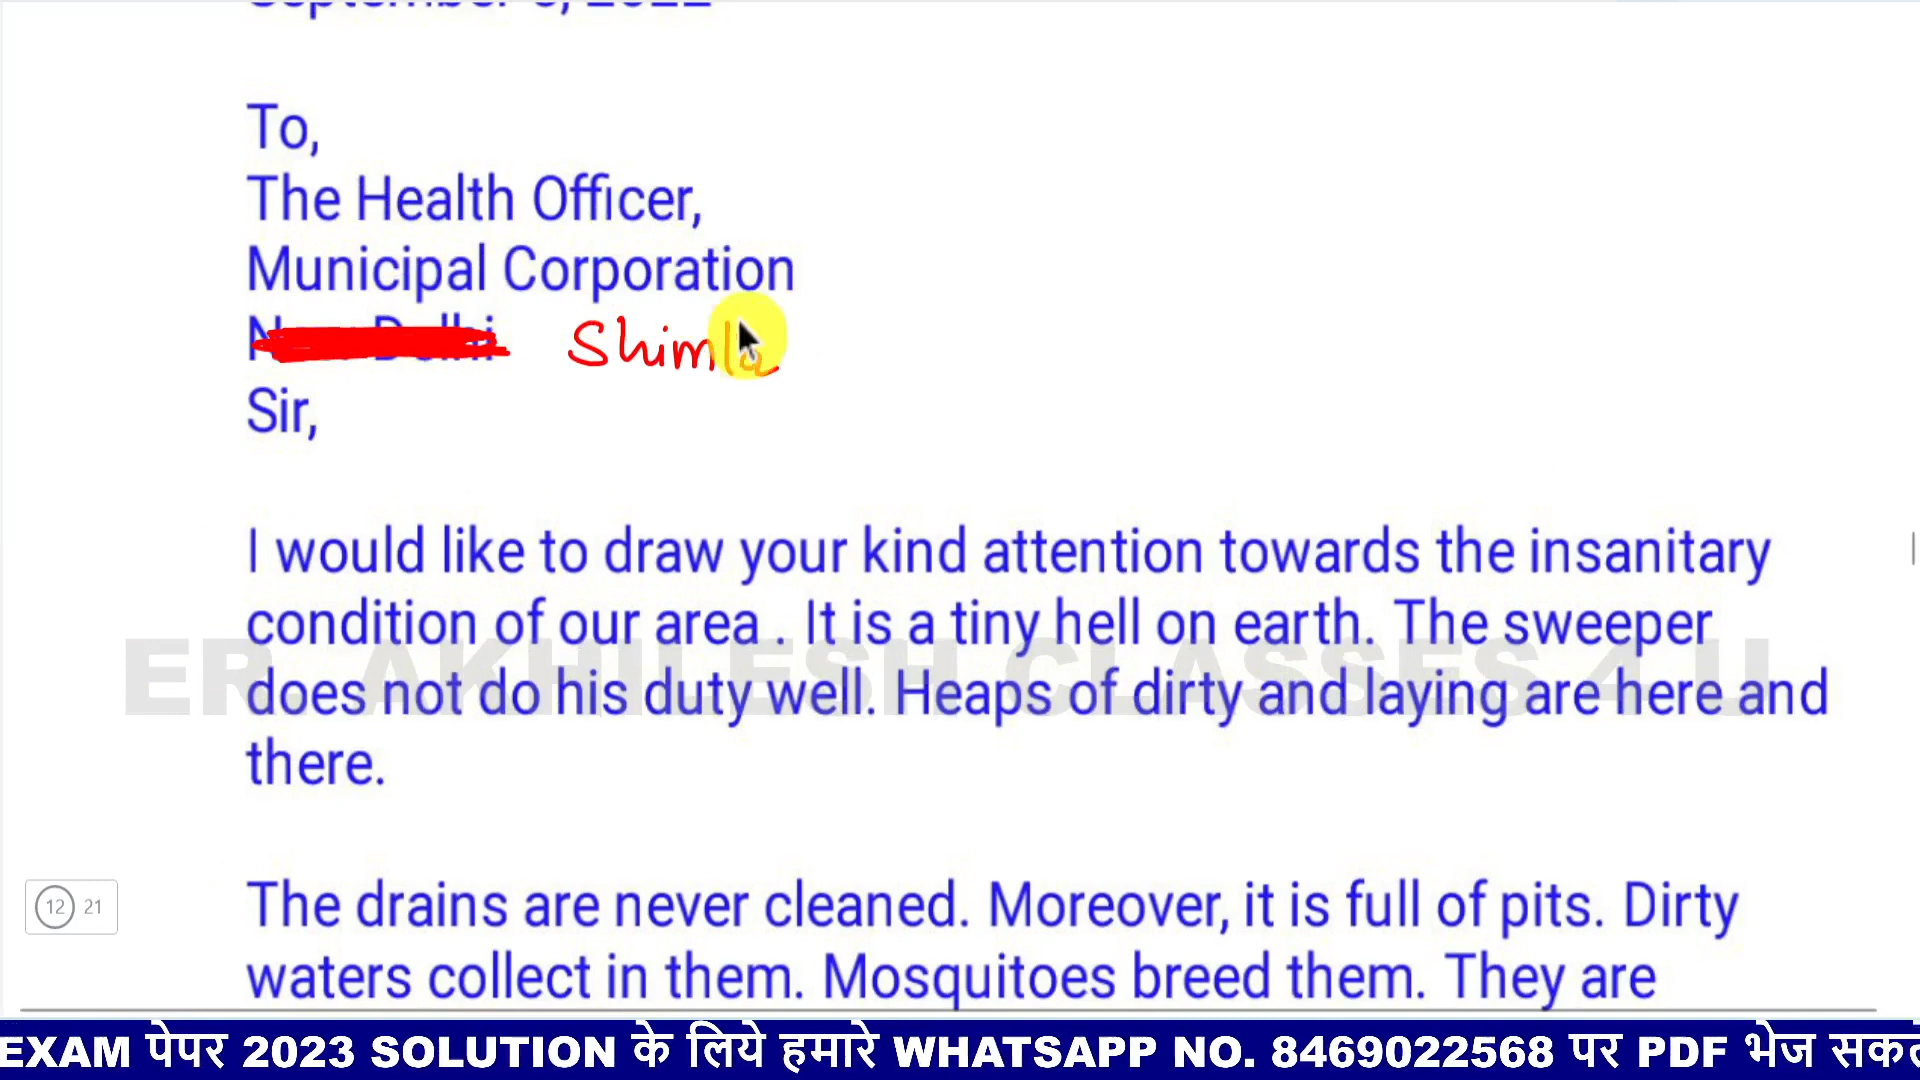 To,
The Health Officer,
Municipal Corporation
New Delhi Shimla
Sir,
I would like to draw your kind attention towards the insanitary
condition of our area . It is a tiny hell on earth. The sweeper
ER. AKHILESH CLASSES 4 U
does not do his duty well. Heaps of dirty and laying are here and
there.
The drains are never cleaned. Moreover, it is full of pits. Dirty
12 21
waters collect in them. Mosquitoes breed them. They are
EXAM पेपर 2023 SOLUTION के लिये हमारे WHATSAPP NO. 8469022568 पर PDF भेज